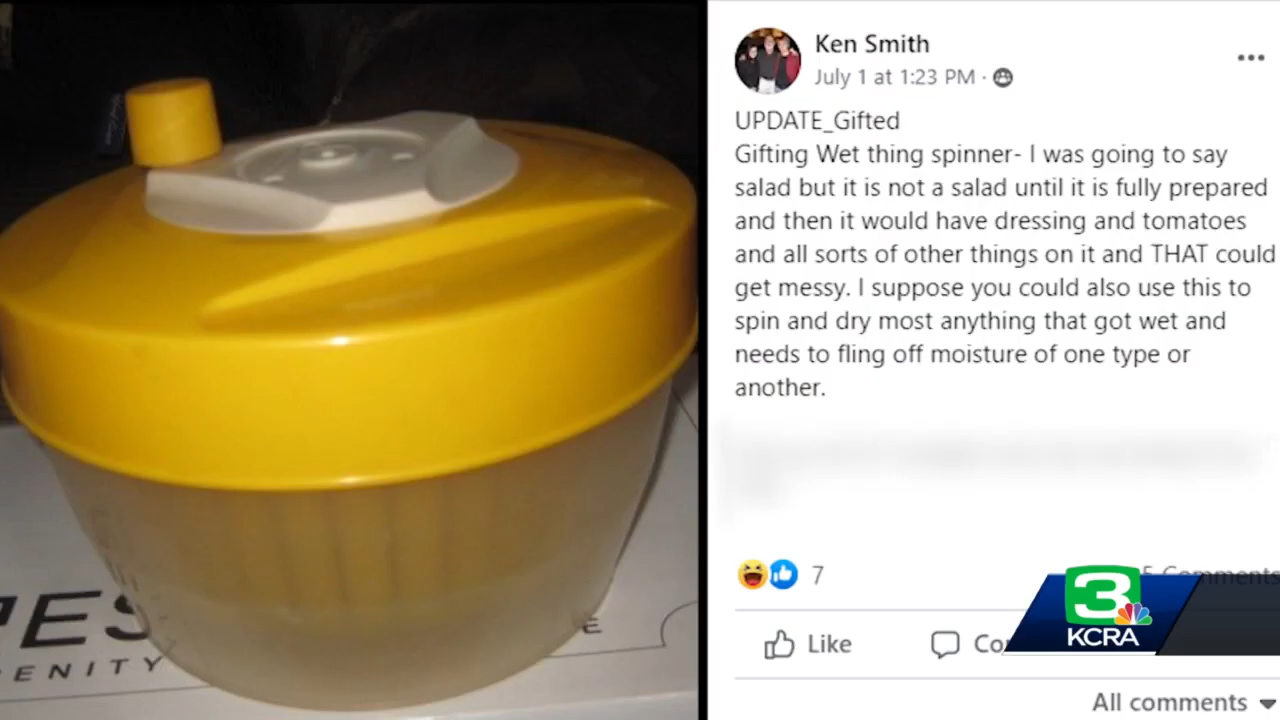 Ken Smith
July 1 at 1:23 PM ·
UPDATE_Gifted
Gifting Wet thing spinner- I was going to say
salad but it is not a salad until it is fully prepared
and then it would have dressing and tomatoes
and all sorts of other things on it and THAT could
get messy. I suppose you could also use this to
spin and dry most anything that got wet and
needs to fling off moisture of one type or
another.
7
5 Comments
3
KCRA
Like
All comments
ENITY
E